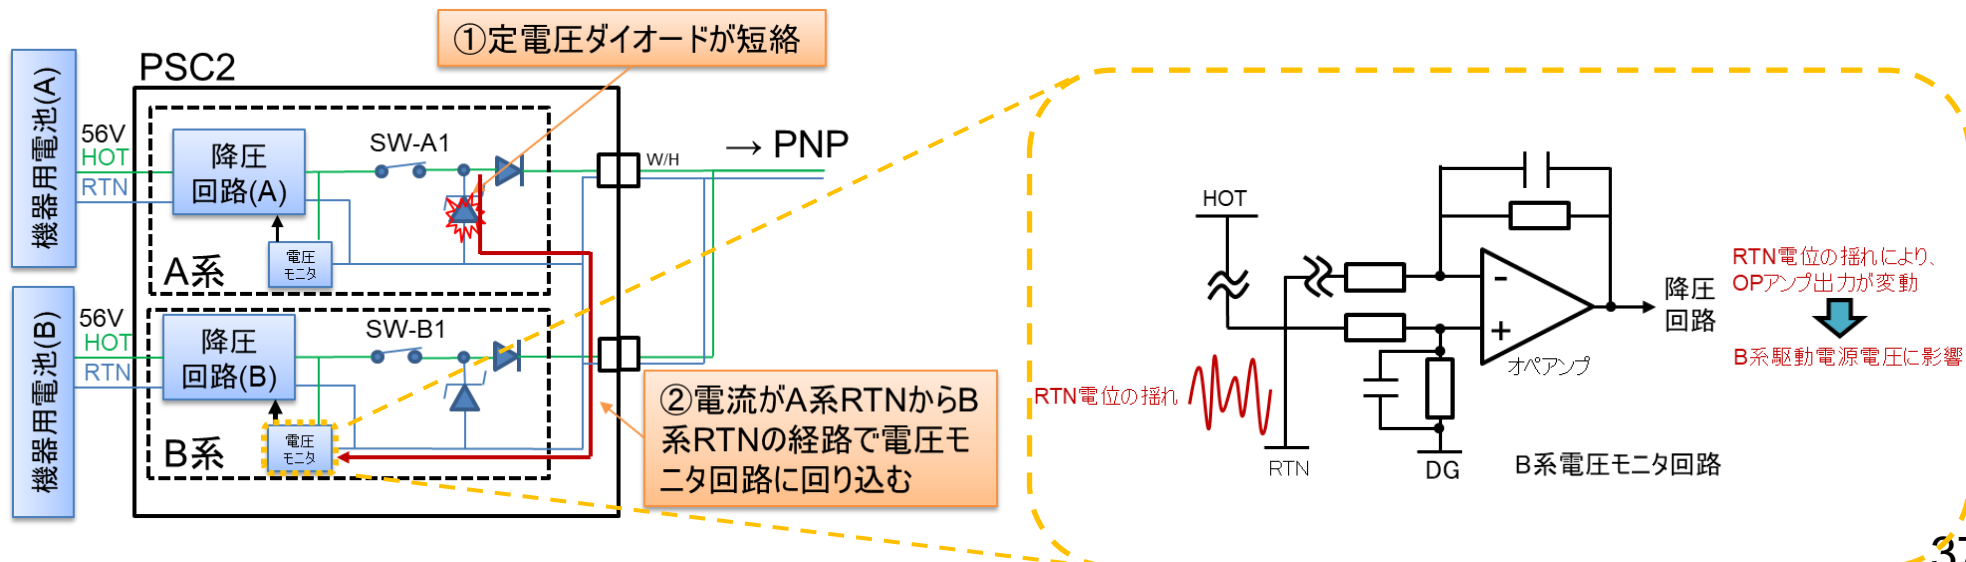 ①定電圧ダイオードが短絡
PSC2
機器用電池(A)
56V
HOT
RTN
降圧
回路(A)
SW-A1
電圧
モニタ
A系
W/H
→ PNP
機器用電池(B)
56V
HOT
RTN
降圧
回路(B)
SW-B1
電圧
モニタ
B系
②電流がA系RTNからB
系RTNの経路で電圧モ
ニタ回路に回り込む
HOT
-
+
オペアンプ
降圧
回路
RTN電位の揺れ
RTN
DG
B系電圧モニタ回路
RTN電位の揺れにより、
OPアンプ出力が変動
B系駆動電源電圧に影響
37